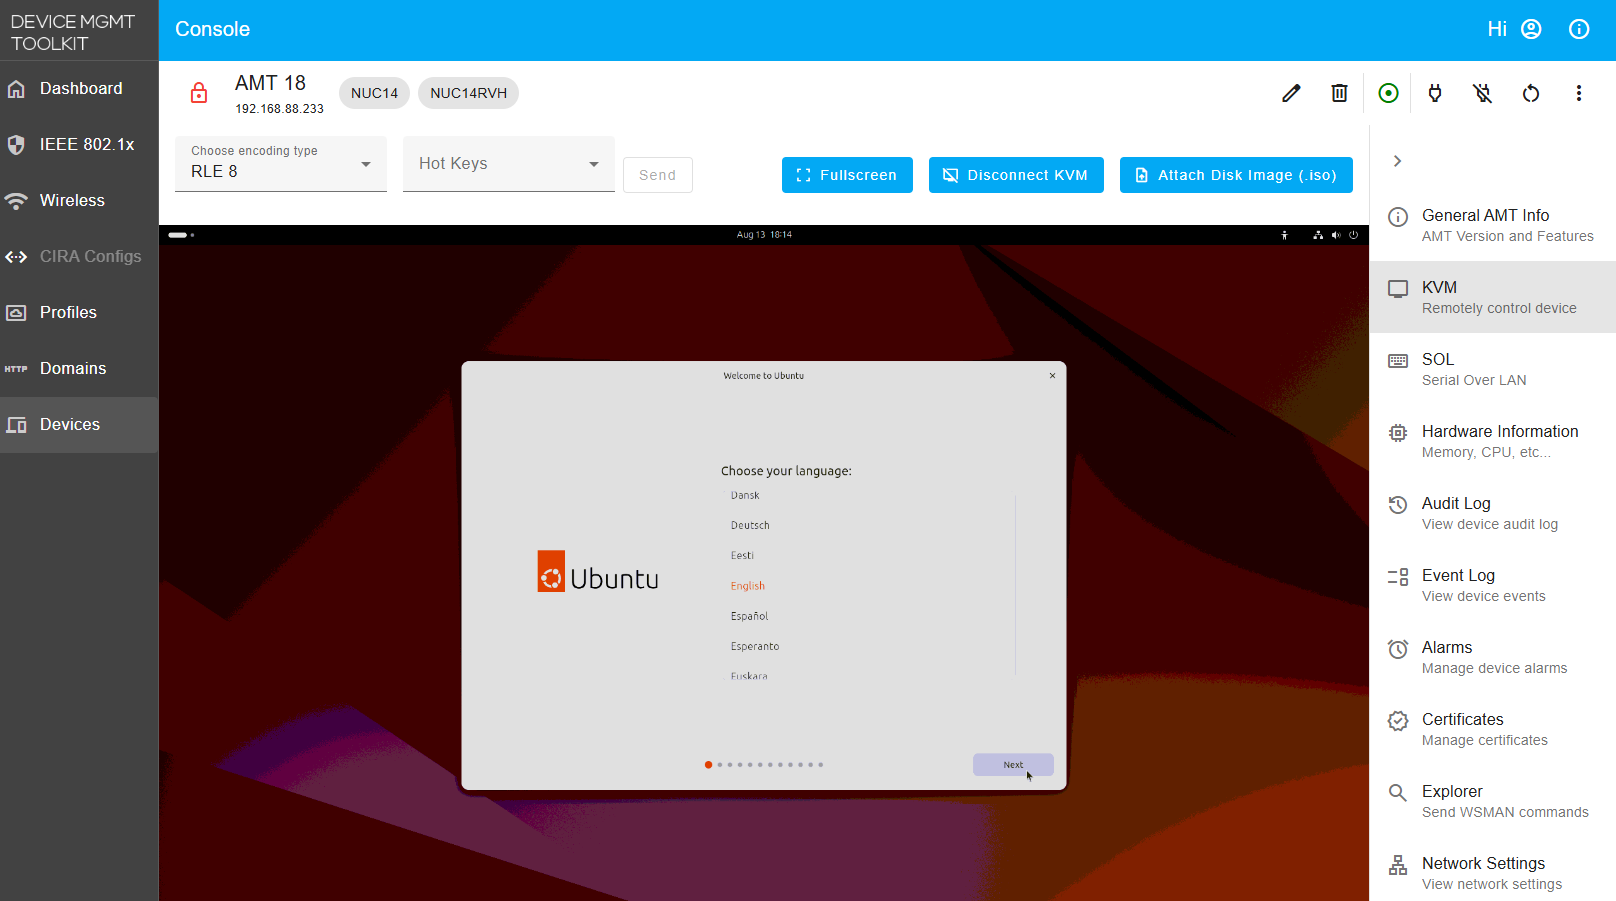 DEVICE MGMT
TOOLKIT
Dashboard
IEEE 802.1x
Wireless
CIRA Configs
Profiles
HTTP Domains
Devices
Console
Hi
AMT 18
192.168.88.233
NUC14
NUC14RVH
Choose encoding type
RLE 8
Hot Keys
Send
Fullscreen
Disconnect KVM
Attach Disk Image (.iso)
Aug 13 18:14
Welcome to Ubuntu
Ubuntu
Choose your language:
Dansk
Deutsch
Eesti
English
Español
Esperanto
Euskara
Next
General AMT Info
AMT Version and Features
KVM
Remotely control device
SOL
Serial Over LAN
Hardware Information
Memory, CPU, etc...
Audit Log
View device audit log
Event Log
View device events
Alarms
Manage device alarms
Certificates
Manage certificates
Explorer
Send WSMAN commands
Network Settings
View network settings